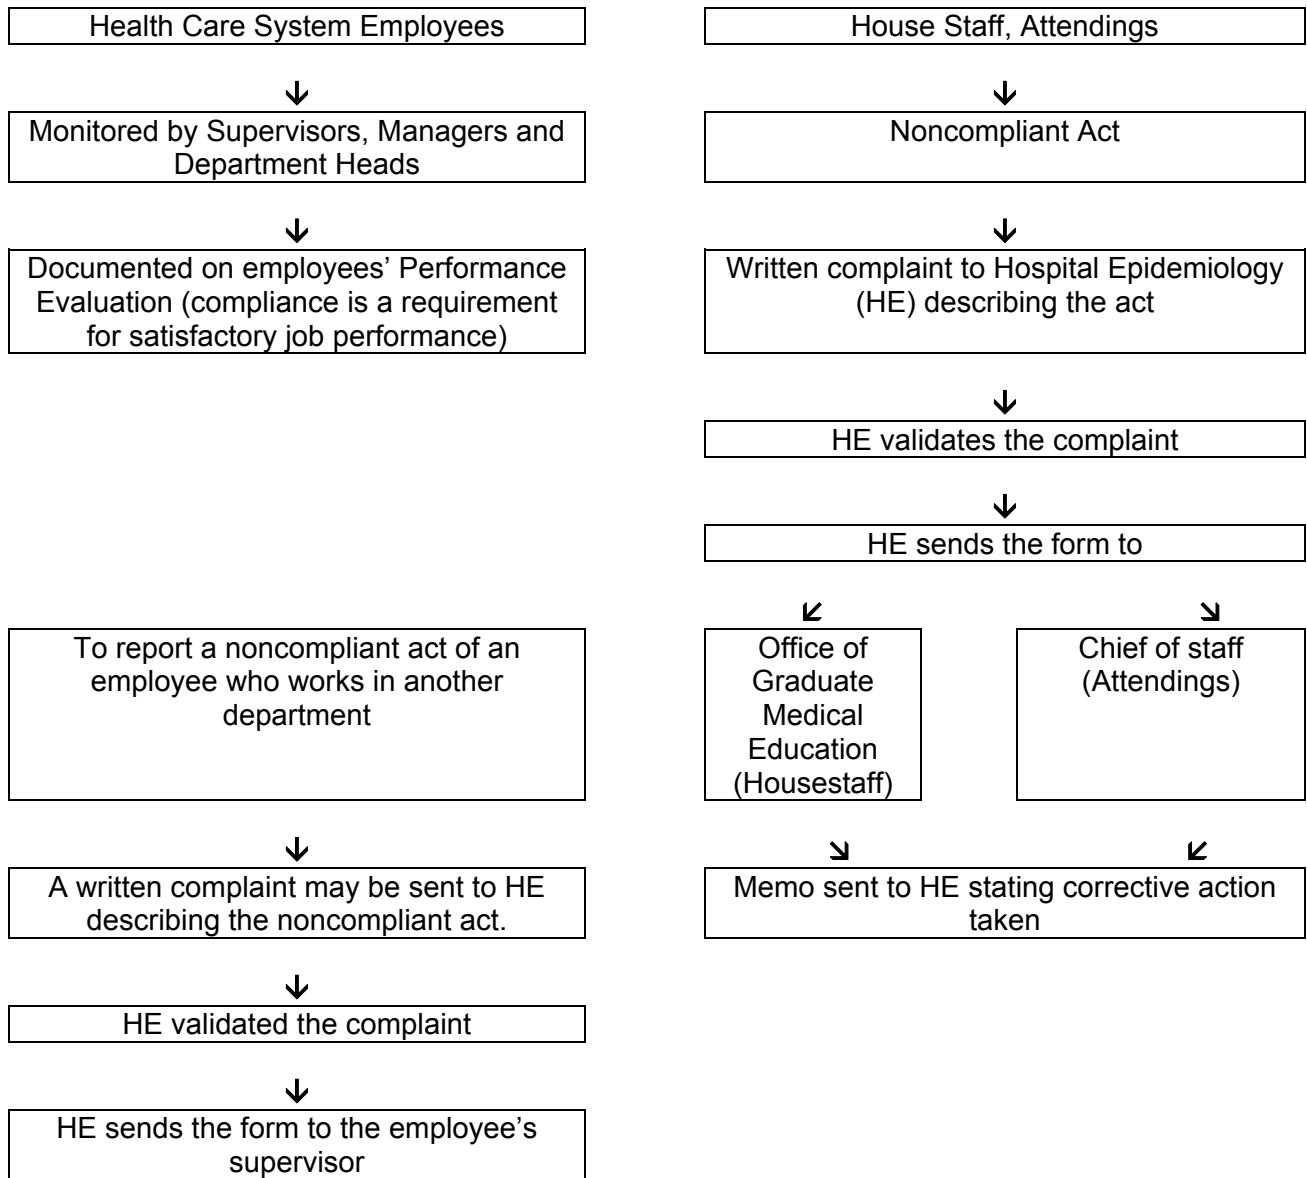 Health Care System Employees
Monitored by Supervisors, Managers and
Department Heads
Documented on employees’ Performance
Evaluation (compliance is a requirement
for satisfactory job performance)
To report a noncompliant act of an
employee who works in another
department
A written complaint may be sent to HE
describing the noncompliant act.
HE validated the complaint
HE sends the form to the employee’s
supervisor
House Staff, Attendings
Noncompliant Act
Written complaint to Hospital Epidemiology
(HE) describing the act
HE validates the complaint
HE sends the form to
Office of
Graduate
Medical
Education
(Housestaff)
Chief of staff
(Attendings)
Memo sent to HE stating corrective action
taken